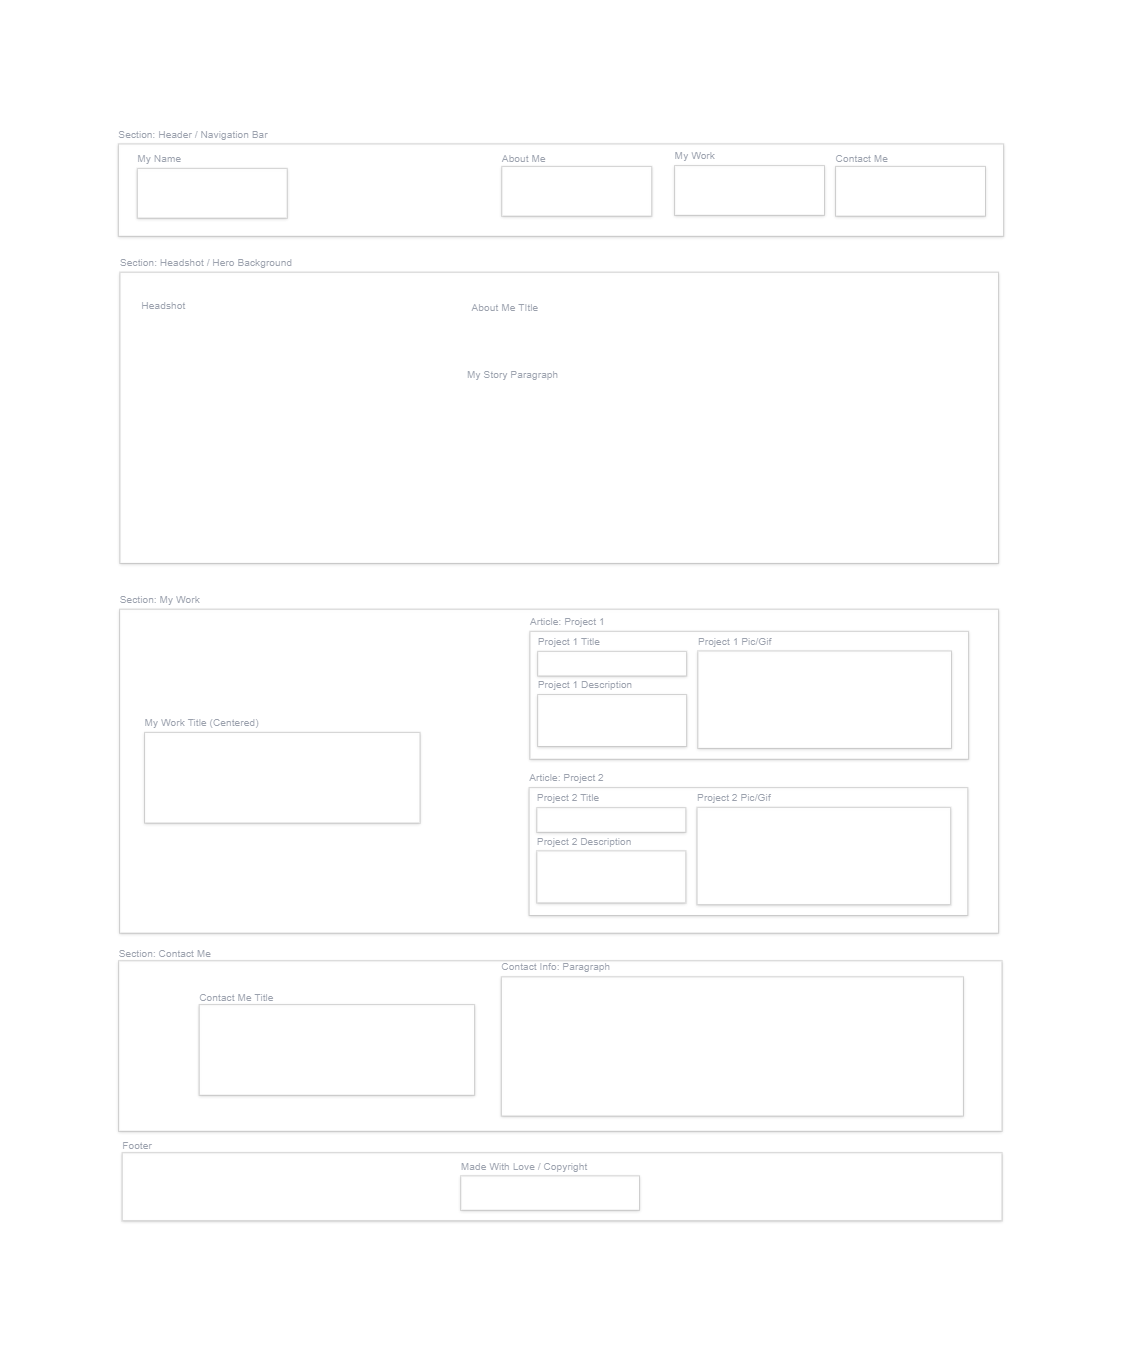 Section: Header / Navigation Bar
My Name
About Me
My Work
Contact Me
Section: Headshot / Hero Background
Headshot
About Me TItle
My Story Paragraph
Section: My Work
Article: Project 1
Project 1 Title
Project 1 Pic/Gif
Project 1 Description
My Work Title (Centered)
Article: Project 2
Project 2 Title
Project 2 Pic/Gif
Project 2 Description
Section: Contact Me
Contact Info: Paragraph
Contact Me Title
Footer
Made With Love / Copyright